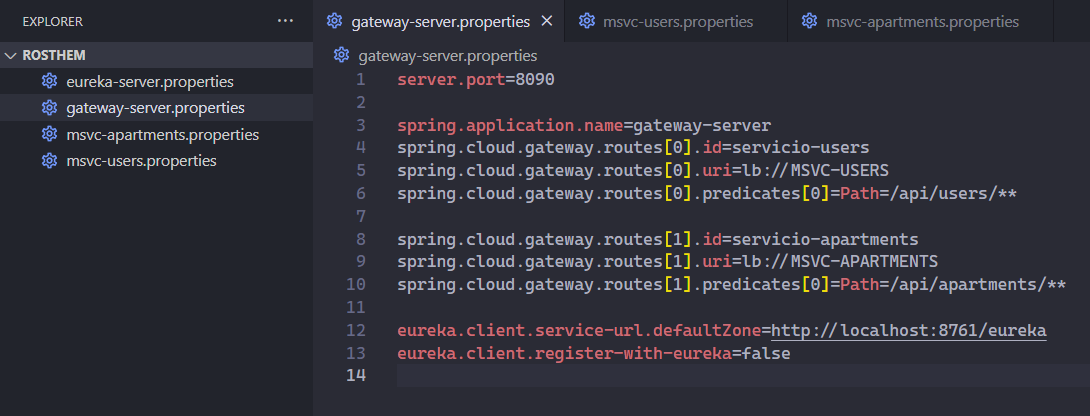 EXPLORER
ROSTHEM
eureka-server.properties
gateway-server.properties
msvc-apartments.properties
msvc-users.properties
gateway-server.properties
msvc-users.properties
msvc-apartments.properties
gateway-server.properties
1 server.port=8090
2
3 spring.application.name=gateway-server
4 spring.cloud.gateway.routes[0].id=servicio-users
5 spring.cloud.gateway.routes[0].uri=lb://MSVC-USERS
6 spring.cloud.gateway.routes[0].predicates[0]=Path=/api/users/**
7
8 spring.cloud.gateway.routes[1].id=servicio-apartments
9 spring.cloud.gateway.routes[1].uri=lb://MSVC-APARTMENTS
10 spring.cloud.gateway.routes[1].predicates[0]=Path=/api/apartments/**
11
12 eureka.client.service-url.defaultZone=http://localhost:8761/eureka
13 eureka.client.register-with-eureka=false
14